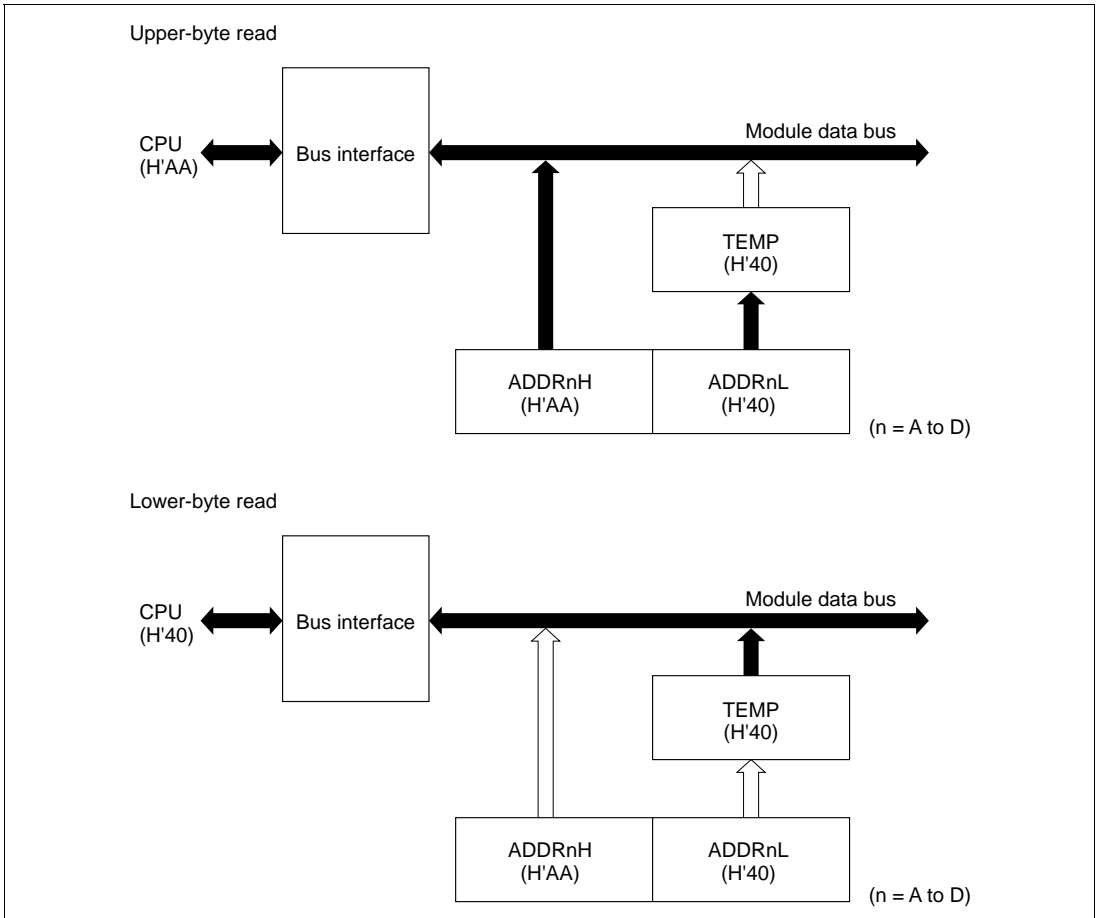 Upper-byte read
CPU
(H'AA)
Bus interface
Module data bus
TEMP
(H'40)
ADDRnH
(H'AA)
ADDRnL
(H'40)
(n = A to D)
Lower-byte read
CPU
(H'40)
Bus interface
Module data bus
TEMP
(H'40)
ADDRnH
(H'AA)
ADDRnL
(H'40)
(n = A to D)